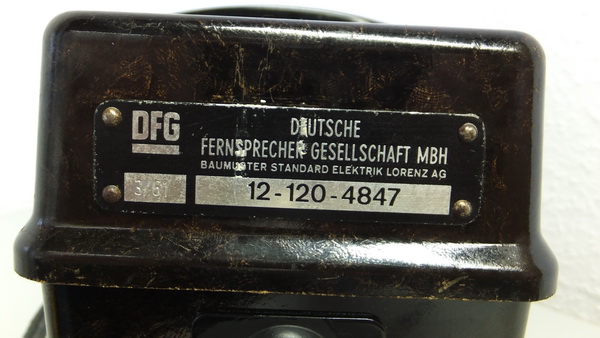 DFG
DEUTSCHE
FERNSPRECHER GESELLSCHAFT MBH
BAUMUSTER STANDARD ELEKTRIK LORENZ AG
3/61
12-120-4847